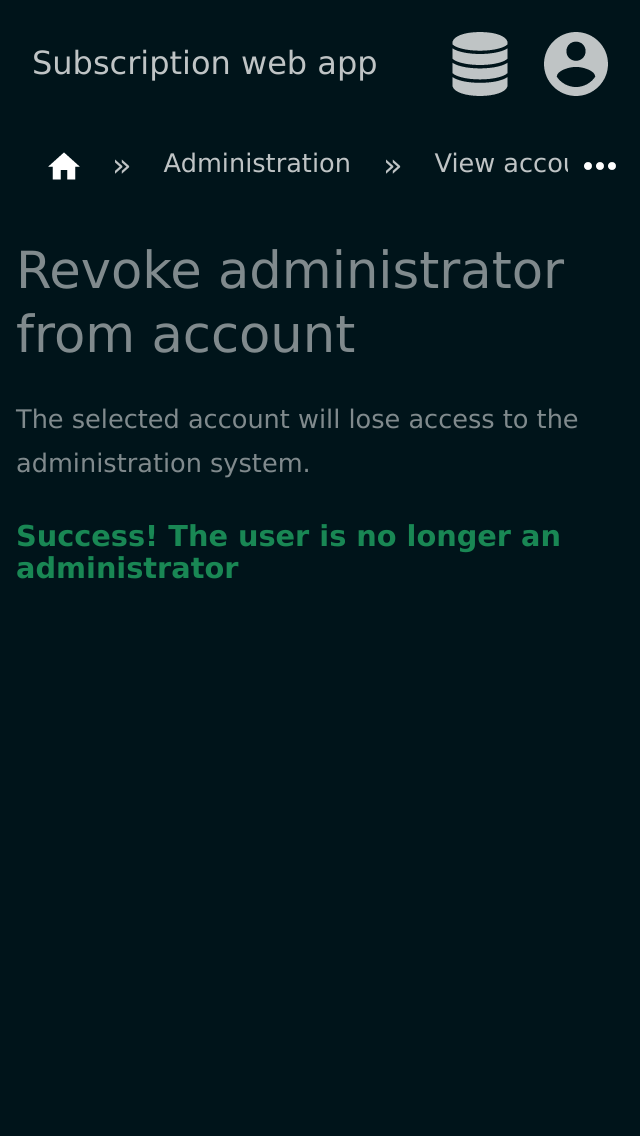 Subscription web app
» Administration » View accou
Revoke administrator
from account
The selected account will lose access to the
administration system.
Success! The user is no longer an
administrator